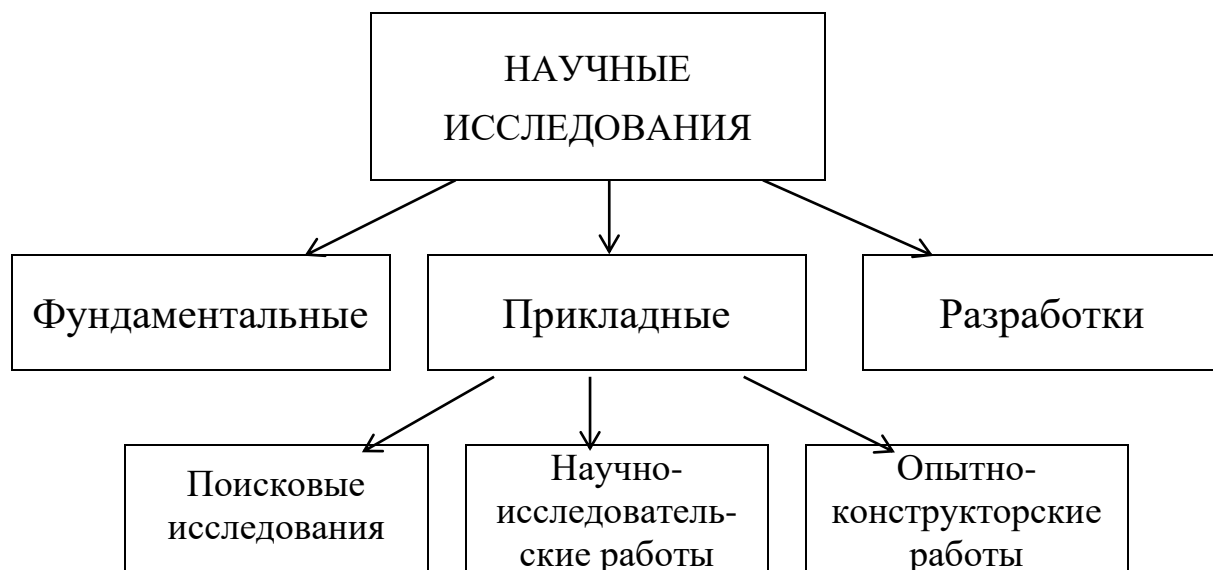 НАУЧНЫЕ
ИССЛЕДОВАНИЯ
Фундаментальные
Прикладные
Разработки
Поисковые
исследования
Научно-
исследователь-
ские работы
Опытно-
конструкторские
работы